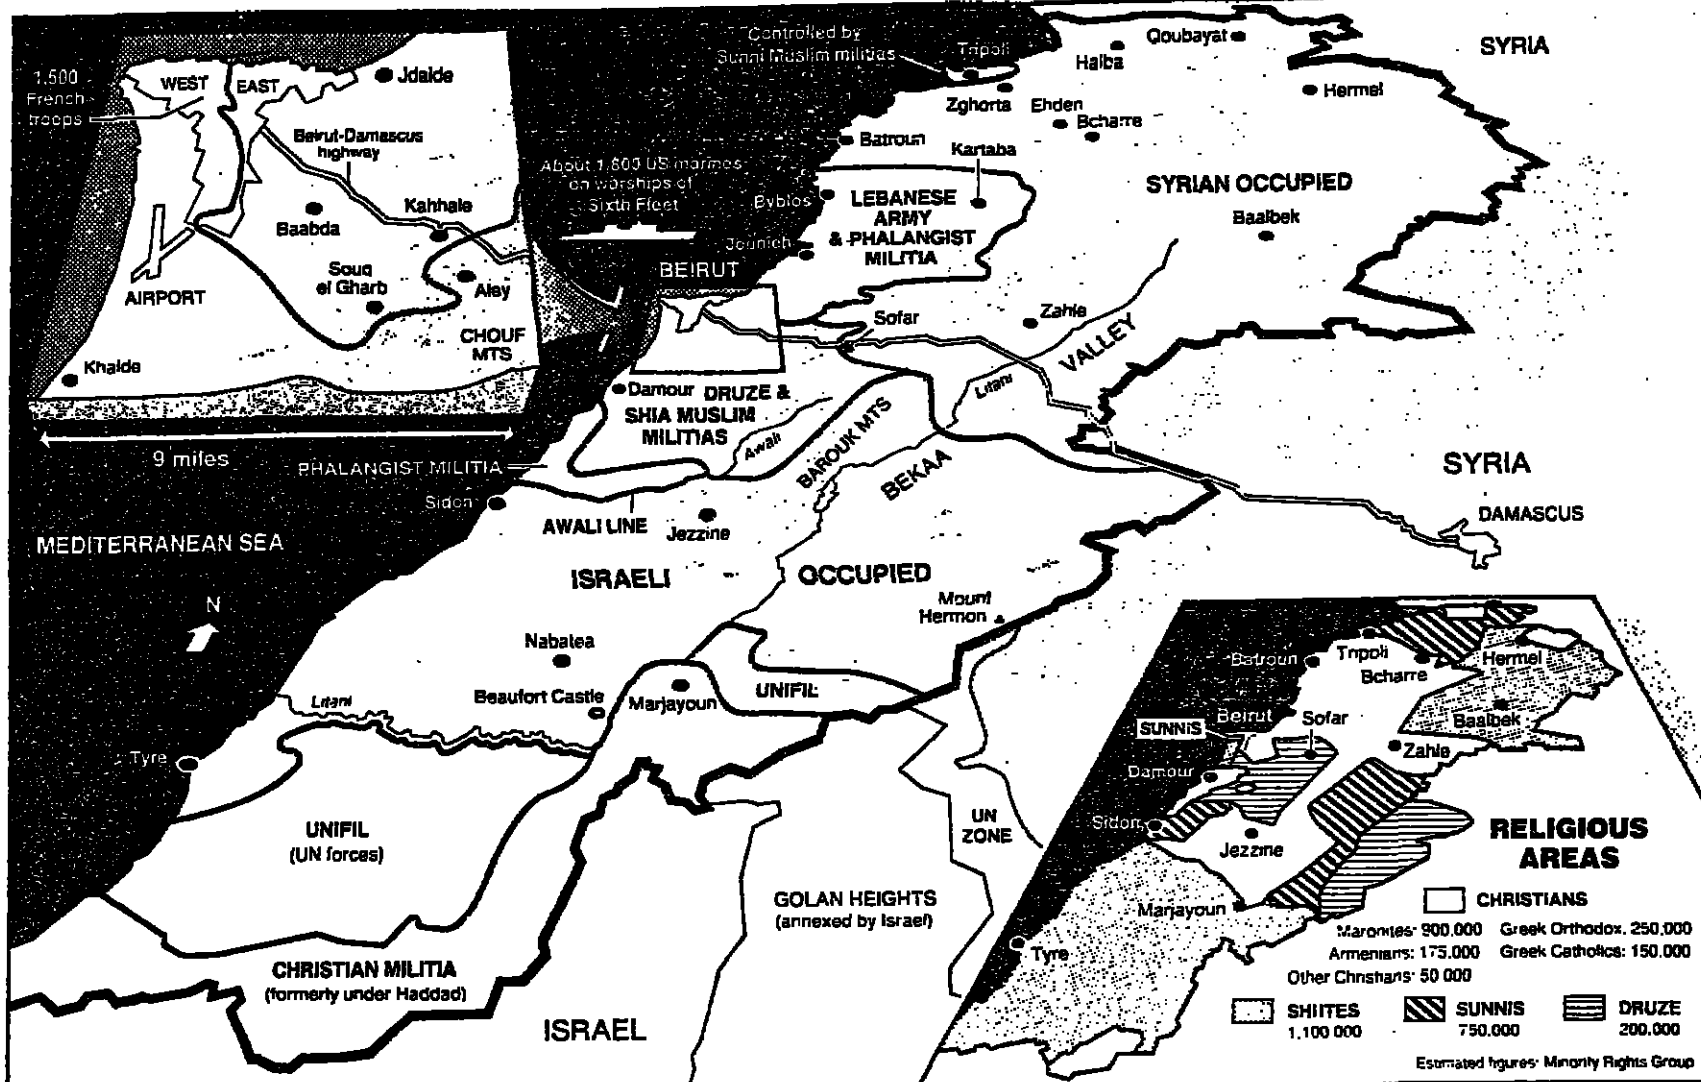 1,500
French
troops
WEST
EAST
Jdaide
Beirut-Damascus
highway
Baabda
Kahhale
Souq
el Gharb
Aley
AIRPORT
CHOUF
MTS
Khalde
9 miles
Controlled by
Sunni Muslim militias
Tripoli
Halba
Qoubayat
SYRIA
Zghorta
Ehden
Bcharre
Hermel
Batroun
Kartaba
About 1,800 US marines
on warships of
Sixth Fleet
Byblos
LEBANESE
ARMY
& PHALANGIST
MILITIA
SYRIAN OCCUPIED
Baalbek
Jounieh
BEIRUT
Sofar
Zahle
VALLEY
Litani
Damour
DRUZE &
SHIA MUSLIM
MILITIAS
Awali
BAROUK MTS
BEKAA
PHALANGIST MILITIA
Sidon
AWALI LINE
Jezzine
SYRIA
DAMASCUS
MEDITERRANEAN SEA
N
ISRAELI
OCCUPIED
Mount
Hermon
Nabatea
Beaufort Castle
Marjayoun
UNIFIL
Litani
Tyre
UNIFIL
(UN forces)
UN
ZONE
GOLAN HEIGHTS
(annexed by Israel)
CHRISTIAN MILITIA
(formerly under Haddad)
ISRAEL
Batroun
Tripoli
Bcharre
Hermel
Beirut
Sofar
Baalbek
SUNNIS
Zahle
Damour
Sidon
Jezzine
Marjayoun
Tyre
RELIGIOUS
AREAS
CHRISTIANS
Maronites: 900,000 Greek Orthodox: 250,000
Armenians: 175,000 Greek Catholics: 150,000
Other Christians: 50 000
SHIITES
1,100 000
SUNNIS
750,000
DRUZE
200,000
Estimated figures: Minority Rights Group